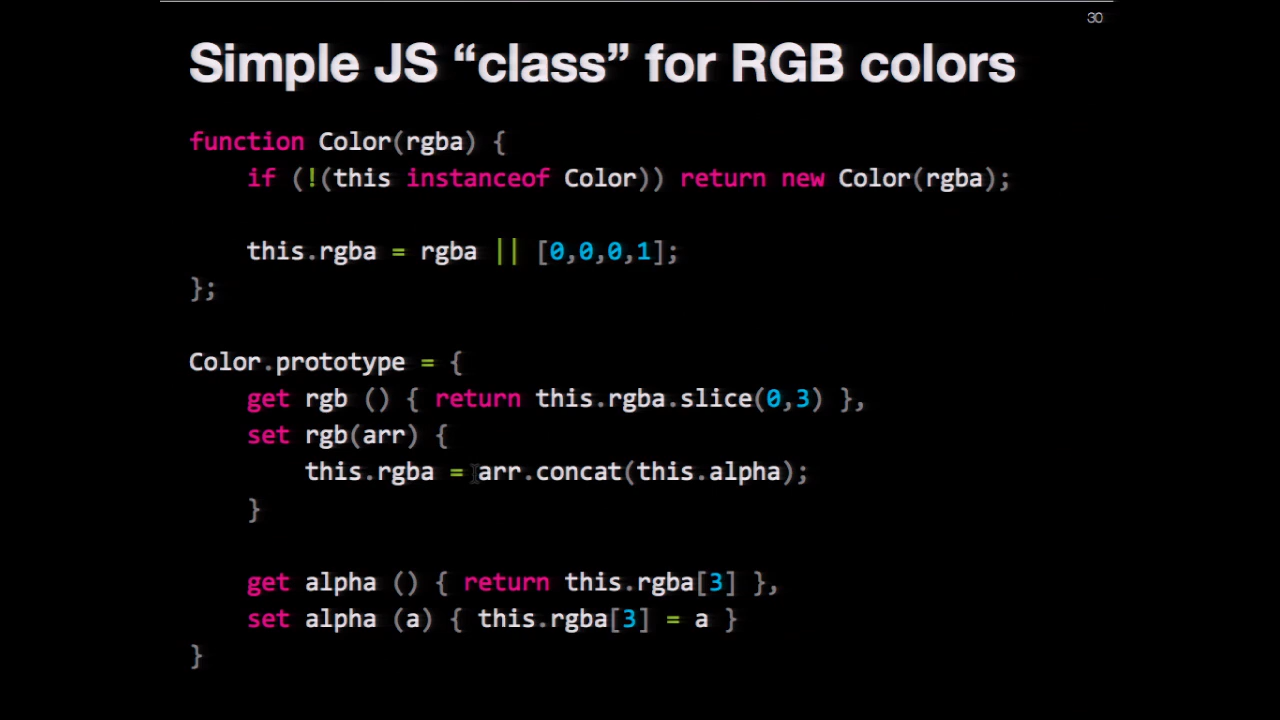 30
Simple JS “class” for RGB colors
function Color(rgba) {
if (!(this instanceof Color)) return new Color(rgba);
this.rgba = rgba || [0,0,0,1];
};
Color.prototype = {
get rgb () { return this.rgba.slice(0,3) },
set rgb(arr) {
this.rgba = arr.concat(this.alpha);
}
get alpha () { return this.rgba[3] },
set alpha (a) { this.rgba[3] = a }
}